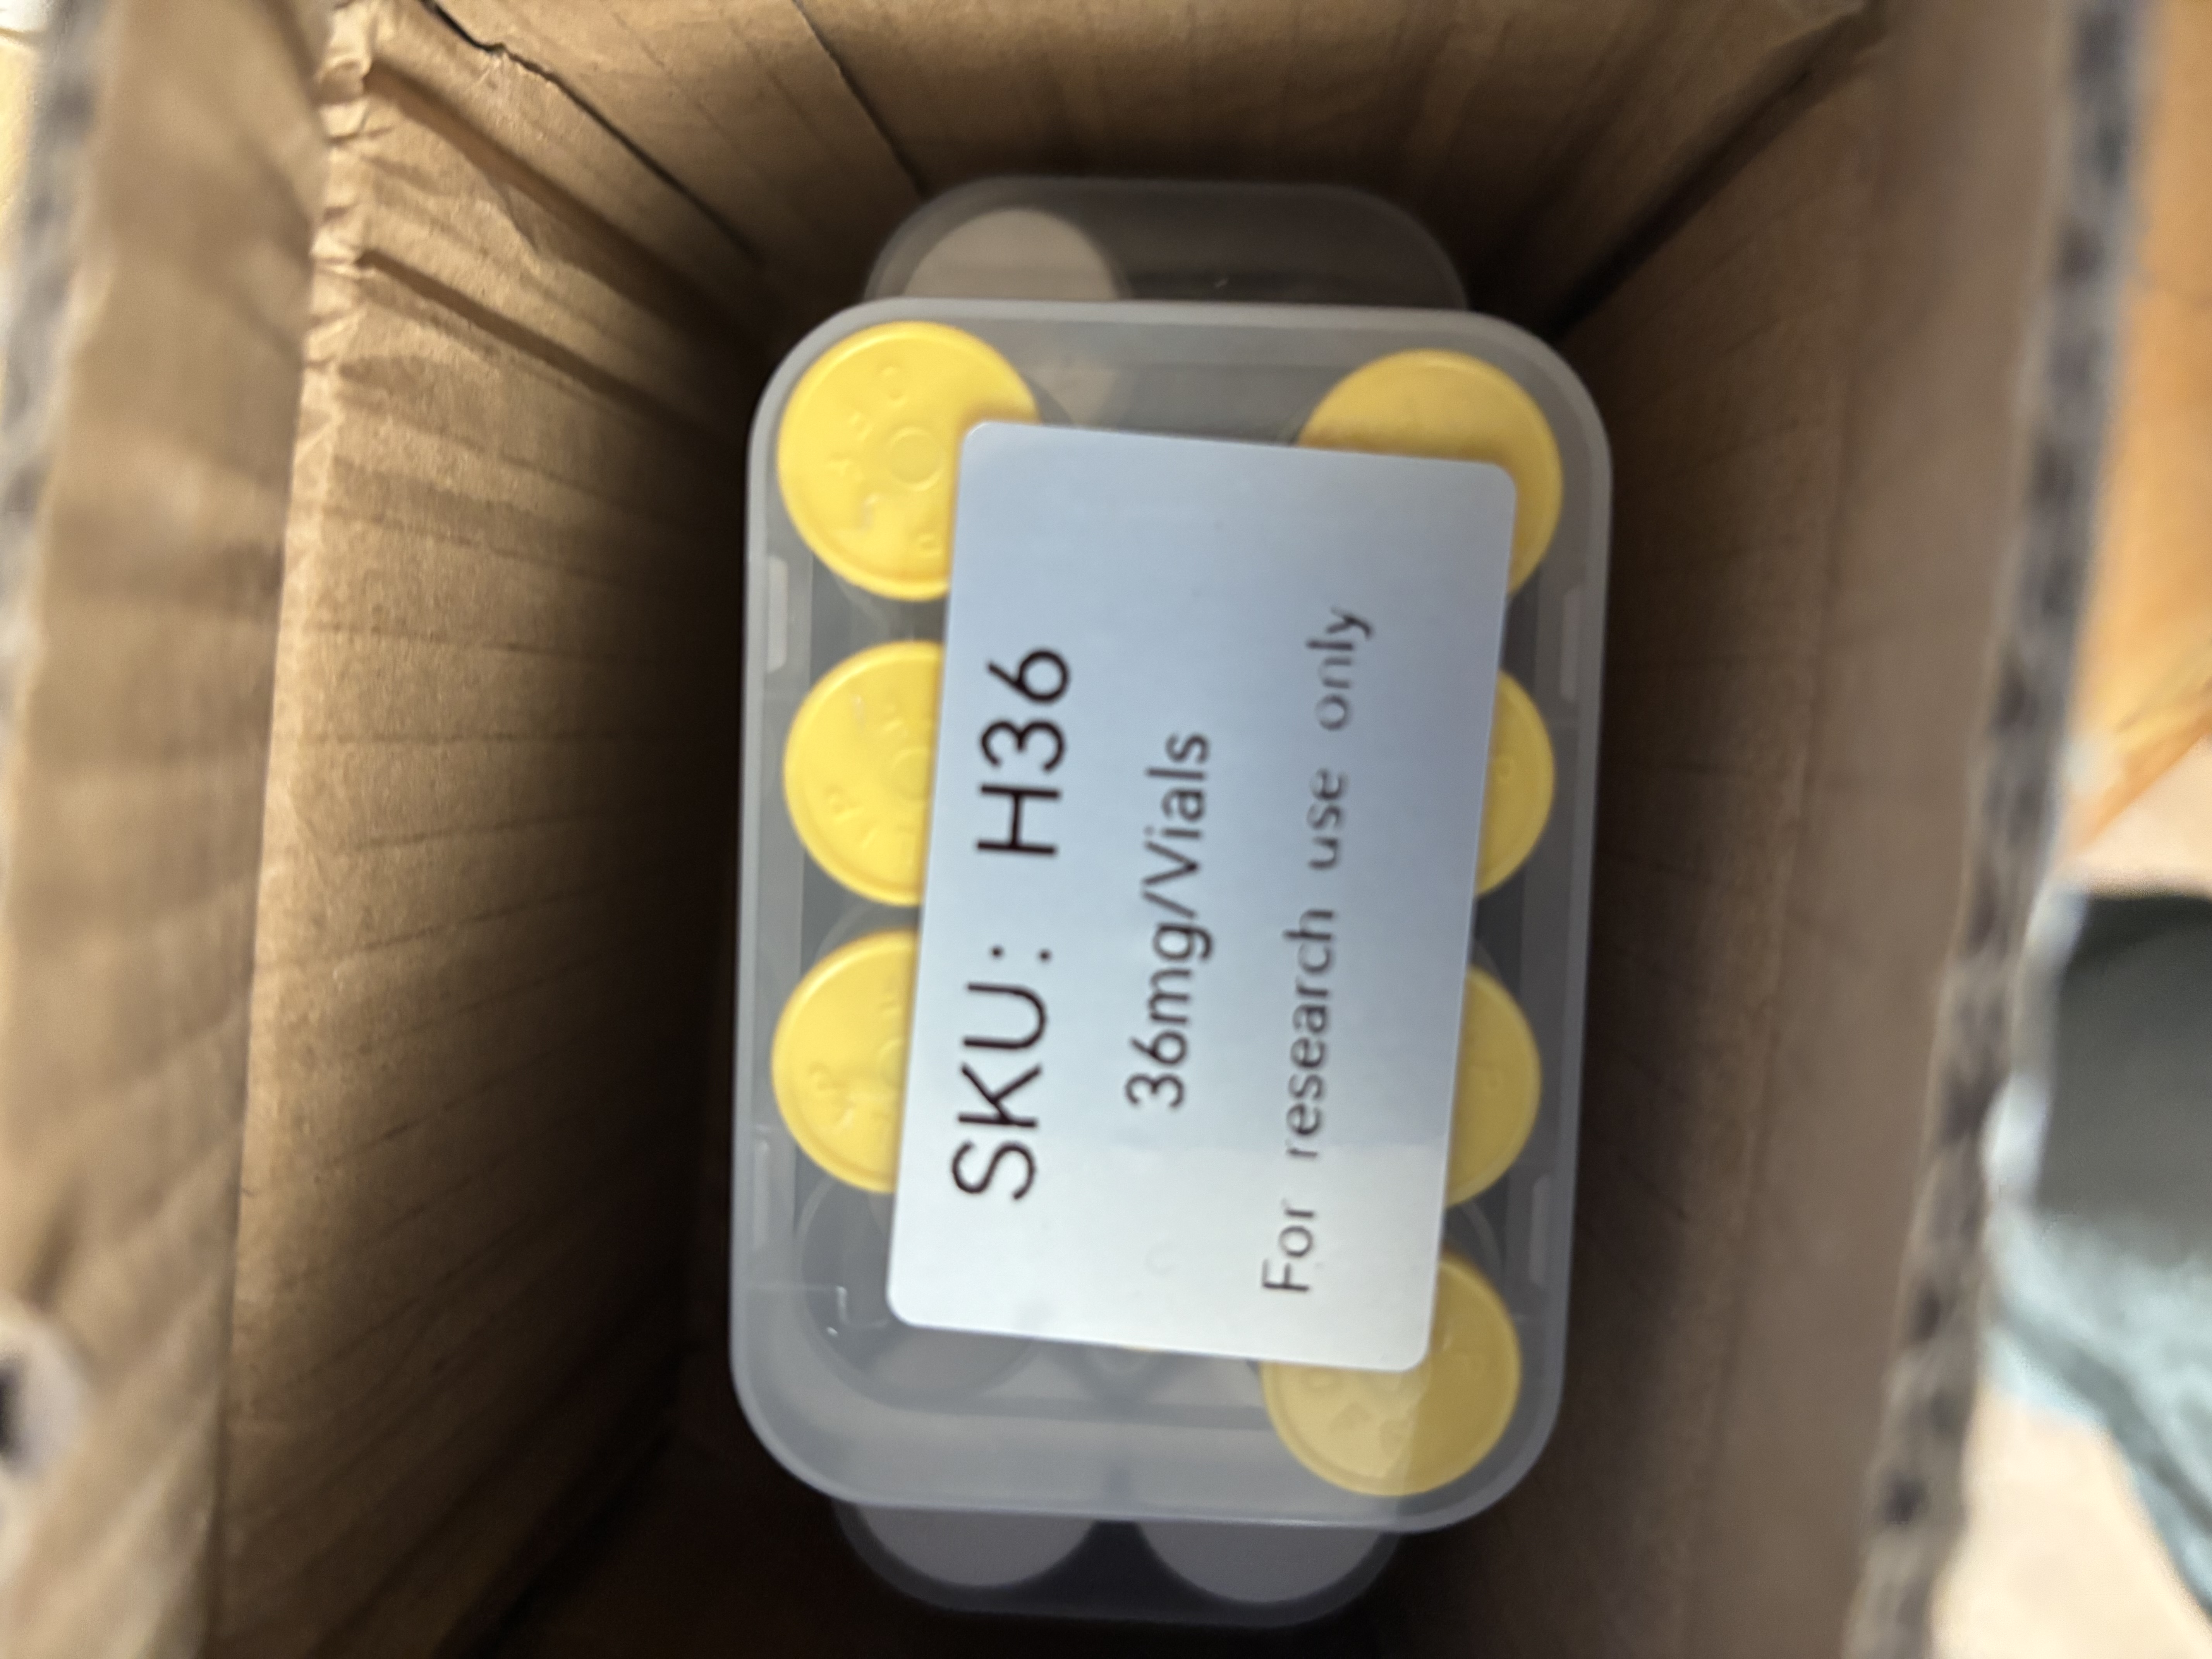 SKU: H36
36mg/Vials
For research use only